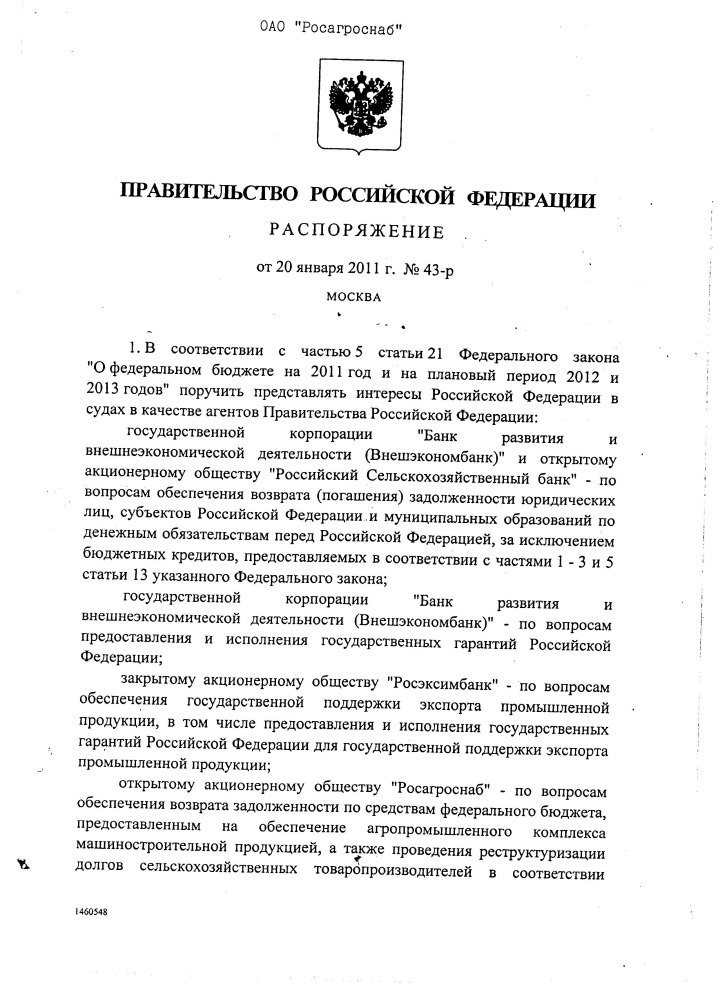 ОАО "Росагроснаб"
ПРАВИТЕЛЬСТВО РОССИЙСКОЙ ФЕДЕРАЦИИ
РАСПОРЯЖЕНИЕ
от 20 января 2011 г. № 43-р
МОСКВА
1. В соответствии с частью 5 статьи 21 Федерального закона
"О федеральном бюджете на 2011 год и на плановый период 2012 и
2013 годов" поручить представлять интересы Российской Федерации в
судах в качестве агентов Правительства Российской Федерации:
государственной корпорации "Банк развития и
внешнеэкономической деятельности (Внешэкономбанк)" и открытому
акционерному обществу "Российский Сельскохозяйственный банк" - по
вопросам обеспечения возврата (погашения) задолженности юридических
лиц, субъектов Российской Федерации и муниципальных образований по
денежным обязательствам перед Российской Федерацией, за исключением
бюджетных кредитов, предоставляемых в соответствии с частями 1 - 3 и 5
статьи 13 указанного Федерального закона;
государственной корпорации "Банк развития и
внешнеэкономической деятельности (Внешэкономбанк)" - по вопросам
предоставления и исполнения государственных гарантий Российской
Федерации;
закрытому акционерному обществу "Росэксимбанк" - по вопросам
обеспечения государственной поддержки экспорта промышленной
продукции, в том числе предоставления и исполнения государственных
гарантий Российской Федерации для государственной поддержки экспорта
промышленной продукции;
открытому акционерному обществу "Росагроснаб" - по вопросам
обеспечения возврата задолженности по средствам федерального бюджета,
предоставленным на обеспечение агропромышленного комплекса
машиностроительной продукцией, а также проведения реструктуризации
долгов сельскохозяйственных товаропроизводителей в соответствии
1460548